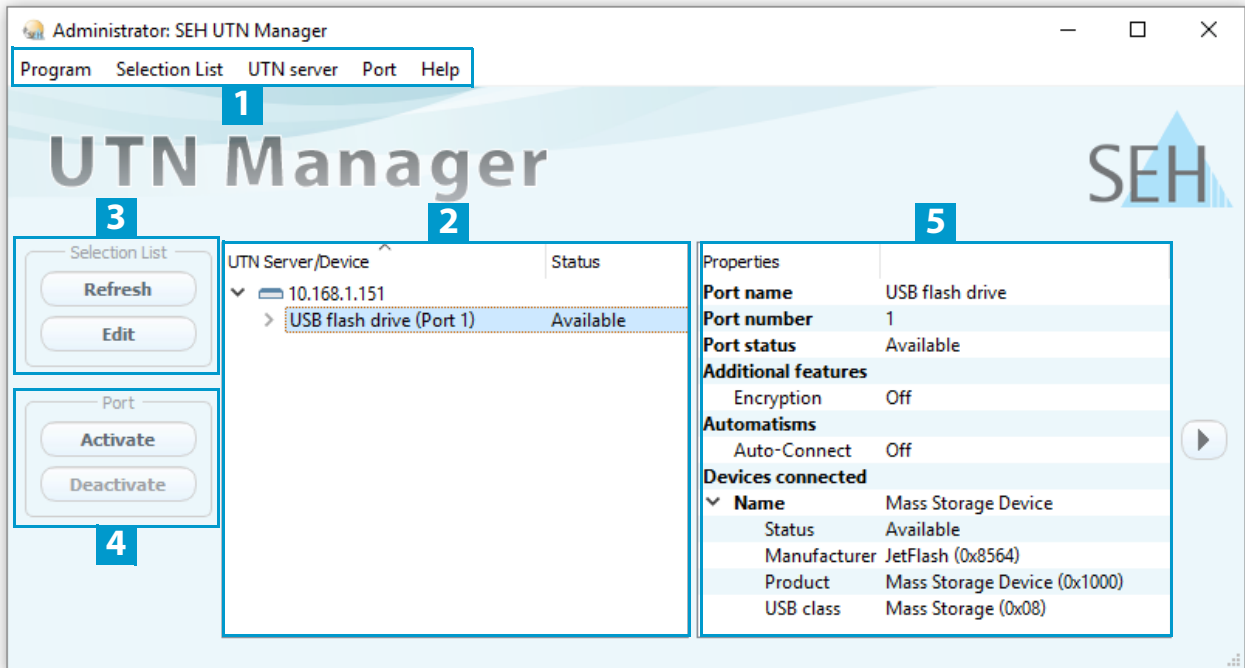 Administrator: SEH UTN Manager
Program Selection List UTN server Port Help
1
UTN Manager
SEH
3
2
5
Selection List
Refresh
Edit
Port
Activate
Deactivate
4
UTN Server/Device Status
10.168.1.151
USB flash drive (Port 1) Available
Properties
Port name USB flash drive
Port number 1
Port status Available
Additional features
Encryption Off
Automatisms
Auto-Connect Off
Devices connected
Name Mass Storage Device
Status Available
Manufacturer JetFlash (0x8564)
Product Mass Storage Device (0x1000)
USB class Mass Storage (0x08)